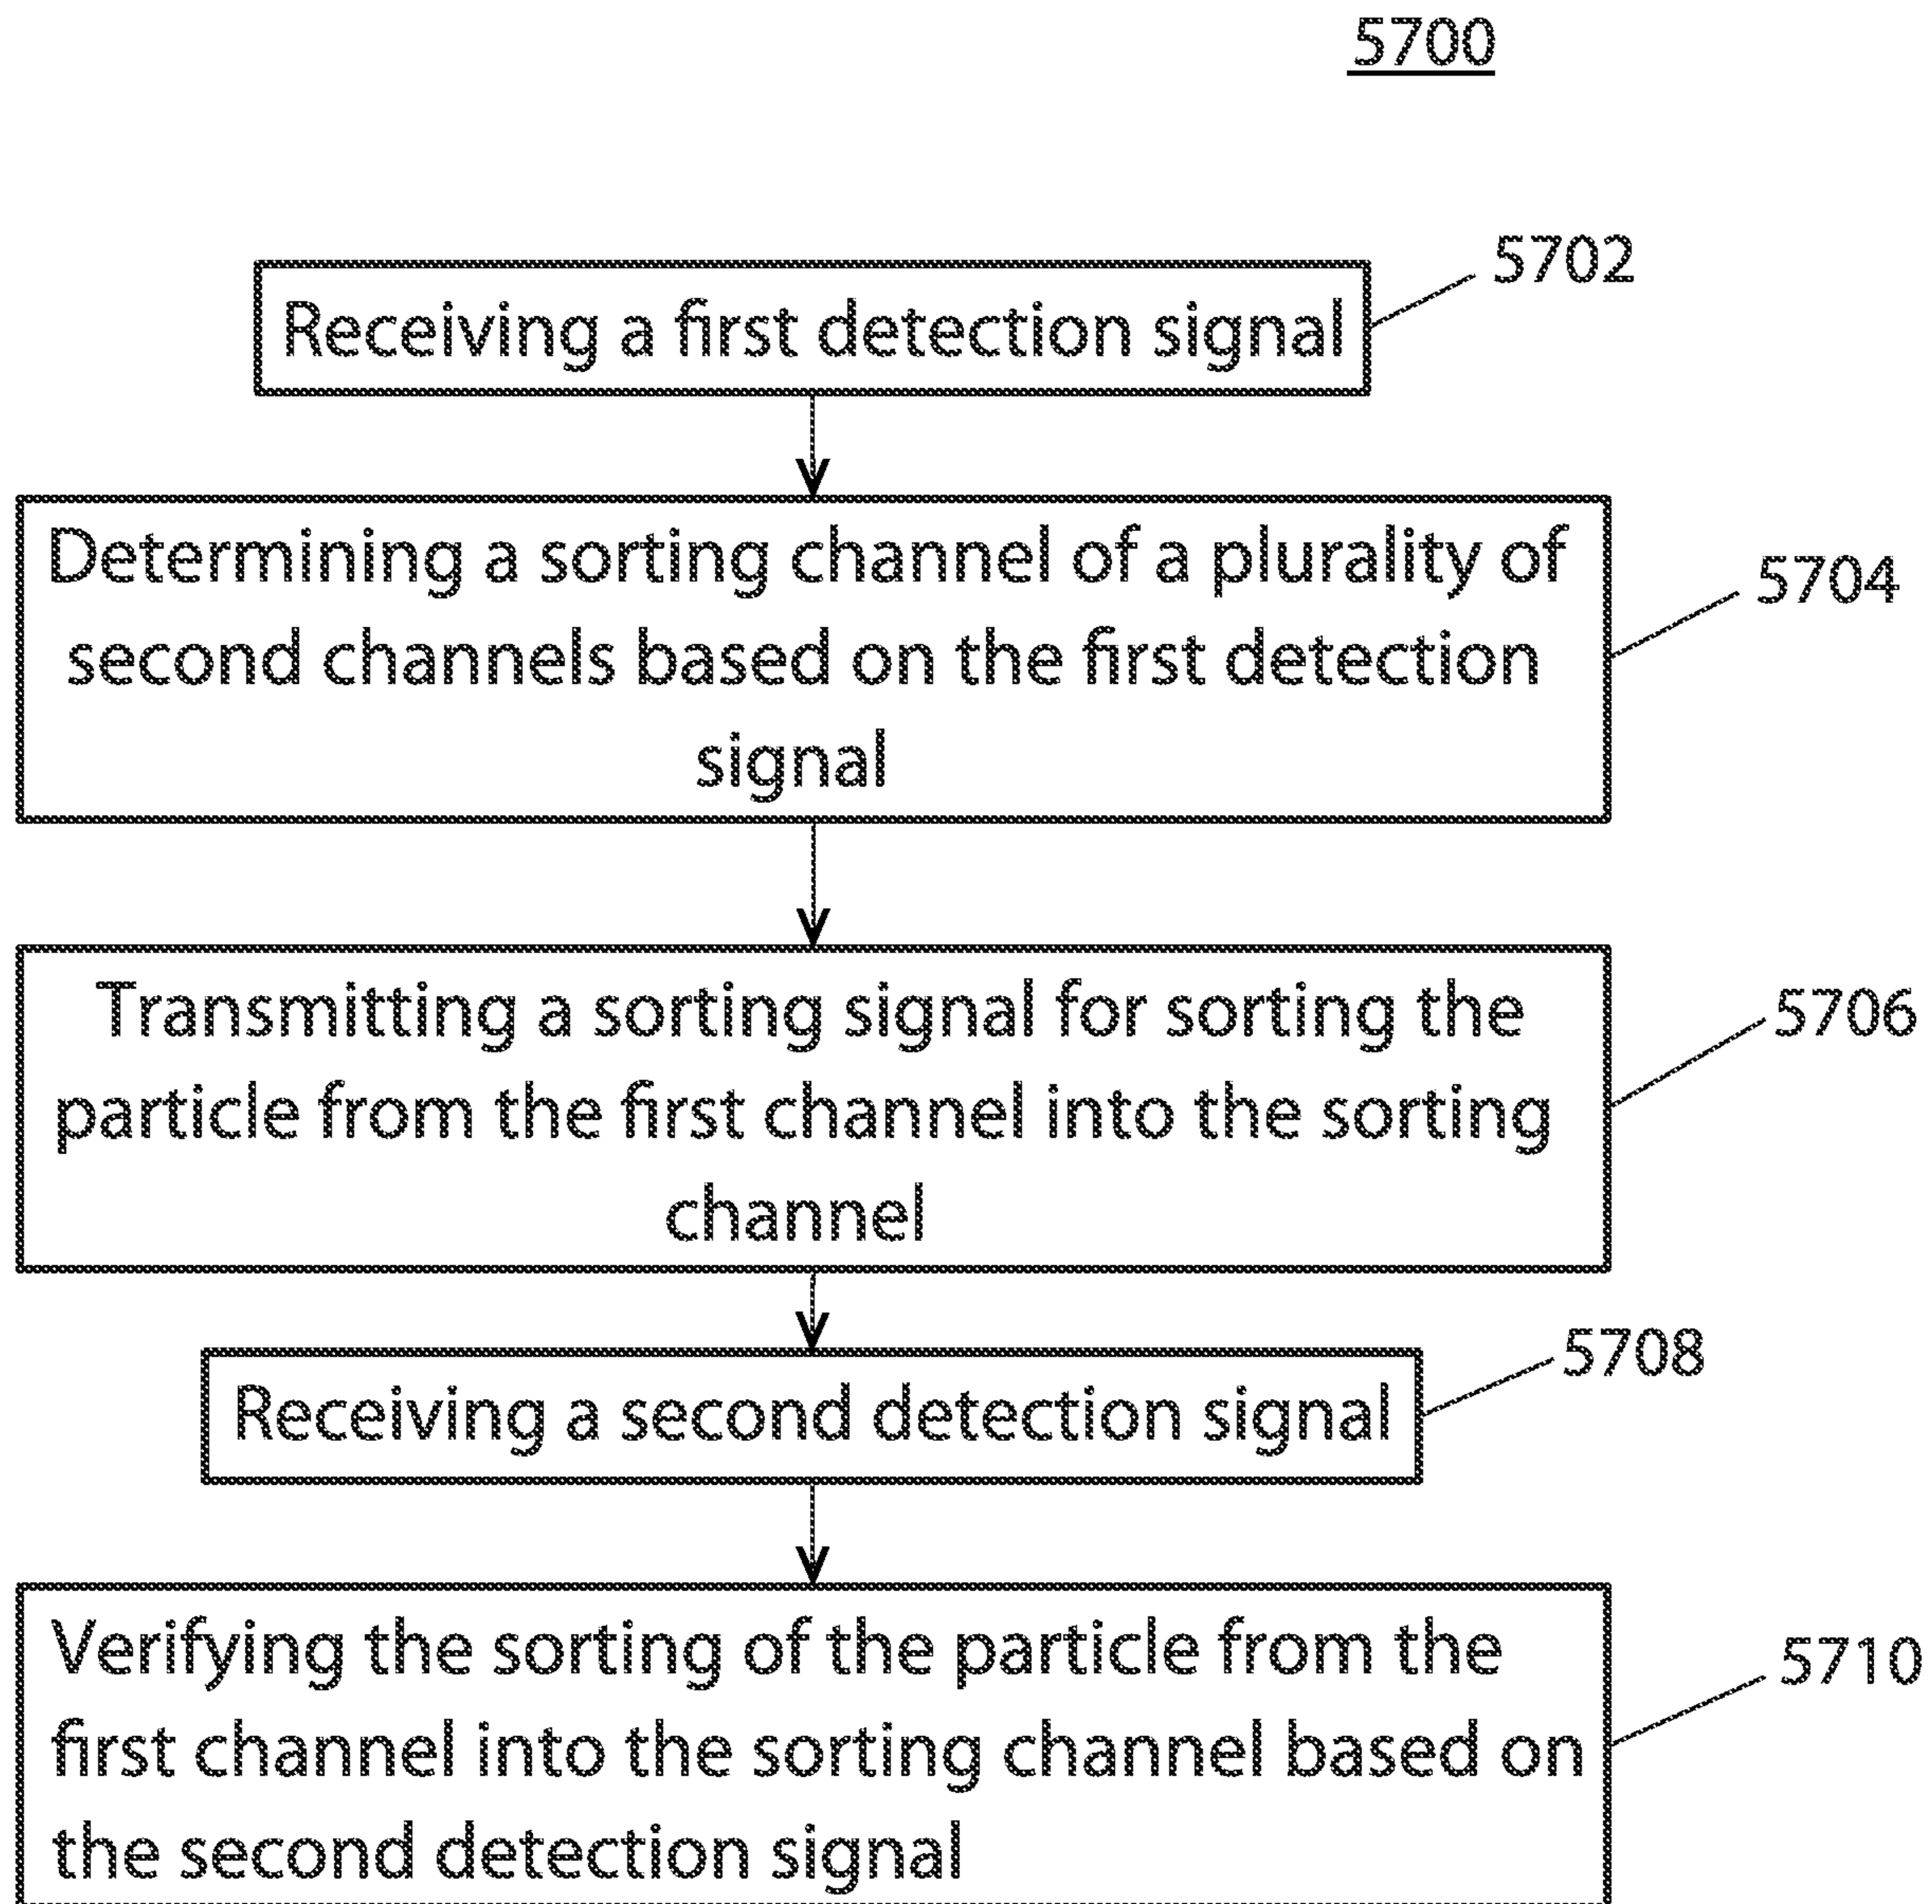 5700
5702
Receiving a first detection signal
Determining a sorting channel of a plurality of
second channels based on the first detection
signal
5704
Transmitting a sorting signal for sorting the
particle from the first channel into the sorting
channel
5706
5708
Receiving a second detection signal
Verifying the sorting of the particle from the
first channel into the sorting channel based on
the second detection signal
5710